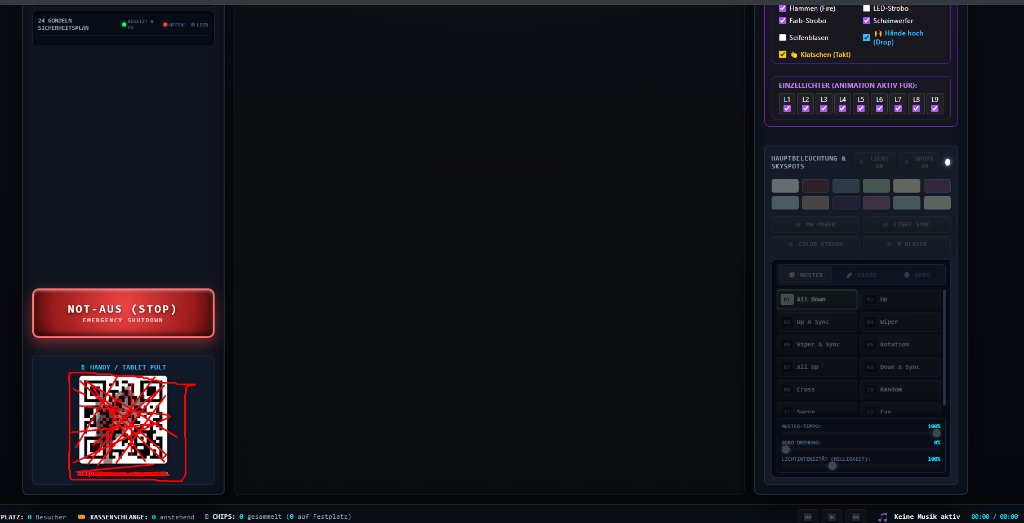 24 GONDELN
SICHERHEITSPLAN
BESETZT &
ZU
OFFEN!
LEER
NOT-AUS (STOP)
EMERGENCY SHUTDOWN
HANDY / TABLET PULT
Flammen (Fire)
LED-Strobo
Farb-Strobo
Scheinwerfer
Seifenblasen
Hände hoch
(Drop)
Klatschen (Takt)
EINZELLICHTER (ANIMATION AKTIV FÜR):
L1 L2 L3 L4 L5 L6 L7 L8 L9
HAUPTBELEUCHTUNG &
SKYSPOTS
LICHT
AN
SPOTS
AN
MH POWER
LIGHT SYNC
COLOR STROBO
MUSTER
FARBE
GOBO
01 All Down
02 Up
03 Up A Sync
04 Wiper
05 Wiper A Sync
06 Rotation
07 All Up
08 Down A Sync
09 Cross
10 Random
11 Sweep
12 Fan
MUSTER-TEMPO: 100%
GOBO-DREHUNG: 0%
LICHTINTENSITÄT (HELLIGKEIT): 100%
PLATZ: 0 Besucher
KASSENSCHLANGE: 0 anstehend
CHIPS: 0 gesammelt (0 auf Festplatz)
Keine Musik aktiv
00:00 / 00:00